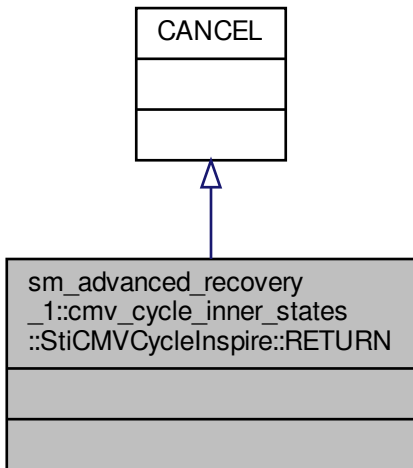 CANCEL
sm_advanced_recovery
_1::cmv_cycle_inner_states
::StiCMVCycleInspire::RETURN